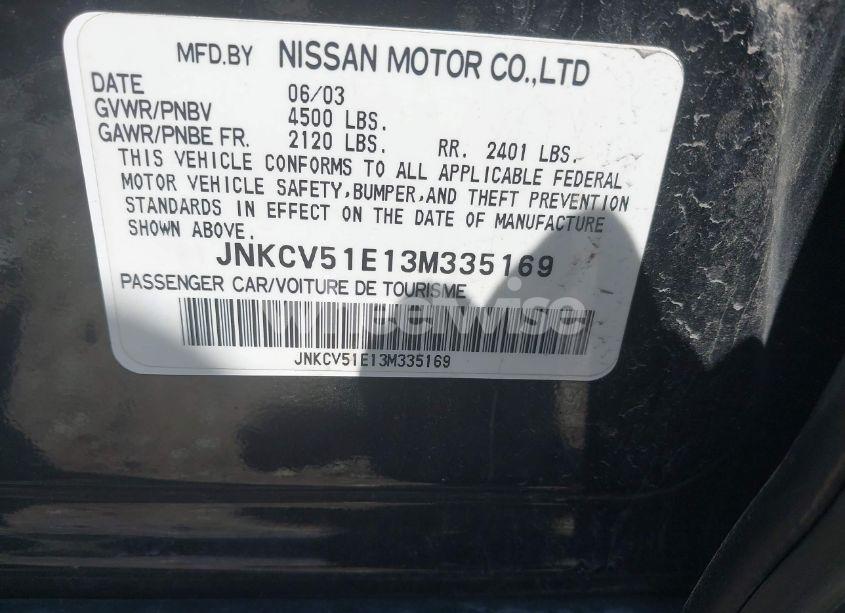 MFD.BY NISSAN MOTOR CO.,LTD
DATE 06/03
GVWR/PNBV 4500 LBS.
GAWR/PNBE FR. 2120 LBS. RR. 2401 LBS.
THIS VEHICLE CONFORMS TO ALL APPLICABLE FEDERAL
MOTOR VEHICLE SAFETY,BUMPER,AND THEFT PREVENTION
STANDARDS IN EFFECT ON THE DATE OF MANUFACTURE
SHOWN ABOVE.
JNKCV51E13M335169
PASSENGER CAR/VOITURE DE TOURISME
JNKCV51E13M335169